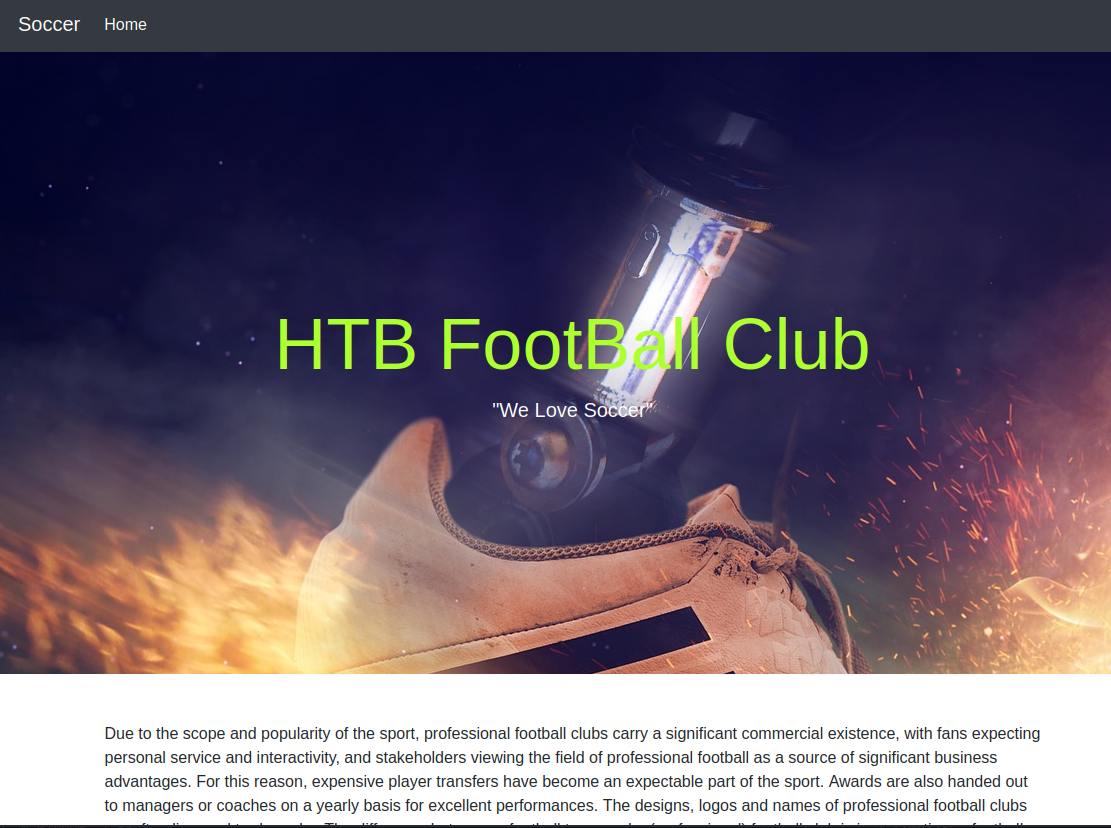 Soccer Home
HTB FootBall Club
"We Love Soccer"
Due to the scope and popularity of the sport, professional football clubs carry a significant commercial existence, with fans expecting
personal service and interactivity, and stakeholders viewing the field of professional football as a source of significant business
advantages. For this reason, expensive player transfers have become an expectable part of the sport. Awards are also handed out
to managers or coaches on a yearly basis for excellent performances. The designs, logos and names of professional football clubs